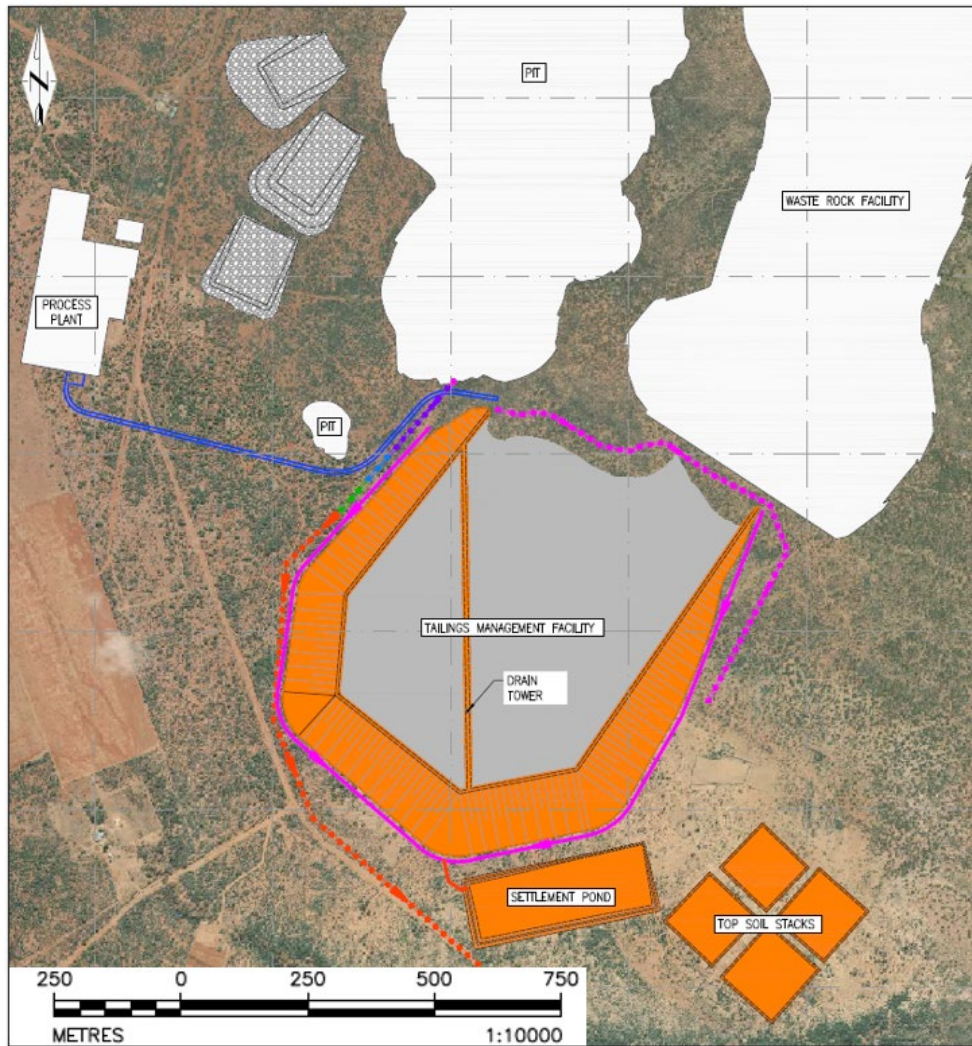 PIT
WASTE ROCK FACILITY
PROCESS
PLANT
PIT
TAILINGS MANAGEMENT FACILITY
DRAIN
TOWER
SETTLEMENT POND
TOP SOIL STACKS
250 0 250 500 750
METRES 1:10000